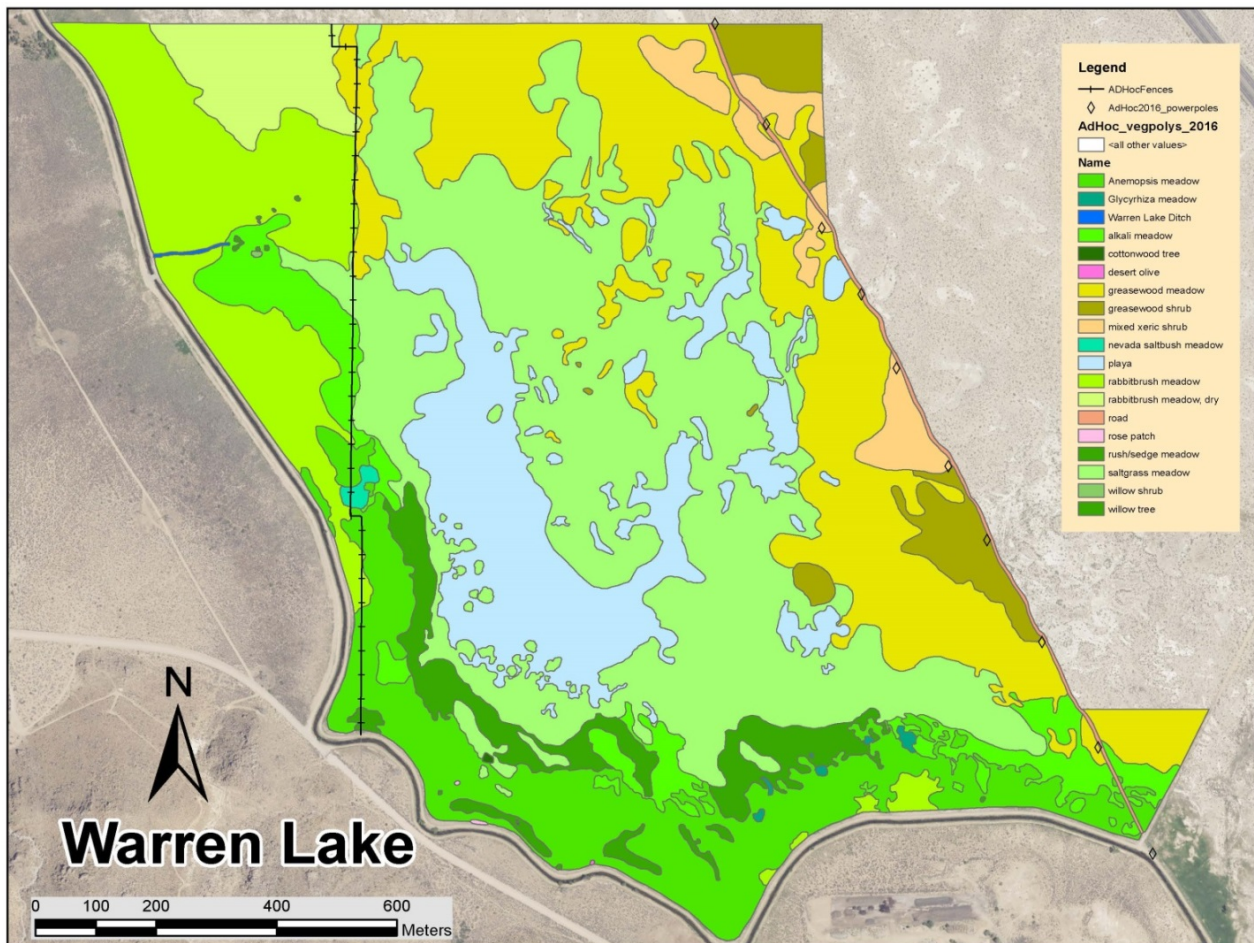 Legend
ADHocFences
AdHoc2016_powerpoles
AdHoc_vegpolys_2016
<all other values>
Name
Anemopsis meadow
Glycyrhiza meadow
Warren Lake Ditch
alkali meadow
cottonwood tree
desert olive
greasewood meadow
greasewood shrub
mixed xeric shrub
nevada saltbush meadow
playa
rabbitbrush meadow
rabbitbrush meadow, dry
road
rose patch
rush/sedge meadow
saltgrass meadow
willow shrub
willow tree
N
Warren Lake
0 100 200 400 600
Meters